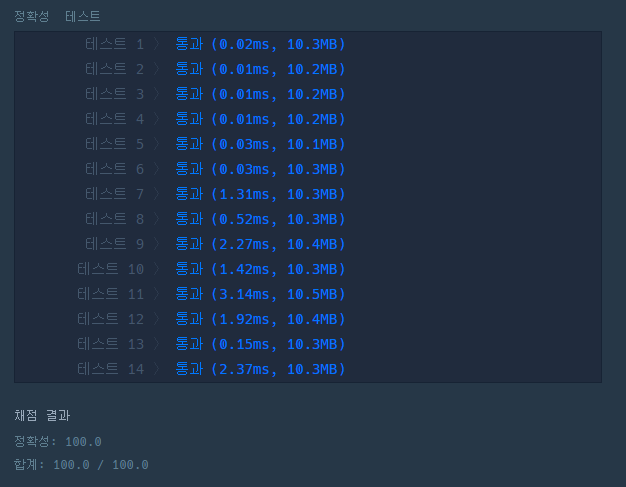 정확성  테스트
테스트 1 〉 통과 (0.02ms, 10.3MB)
테스트 2 〉 통과 (0.01ms, 10.2MB)
테스트 3 〉 통과 (0.01ms, 10.2MB)
테스트 4 〉 통과 (0.01ms, 10.2MB)
테스트 5 〉 통과 (0.03ms, 10.1MB)
테스트 6 〉 통과 (0.03ms, 10.3MB)
테스트 7 〉 통과 (1.31ms, 10.3MB)
테스트 8 〉 통과 (0.52ms, 10.3MB)
테스트 9 〉 통과 (2.27ms, 10.4MB)
테스트 10 〉 통과 (1.42ms, 10.3MB)
테스트 11 〉 통과 (3.14ms, 10.5MB)
테스트 12 〉 통과 (1.92ms, 10.4MB)
테스트 13 〉 통과 (0.15ms, 10.3MB)
테스트 14 〉 통과 (2.37ms, 10.3MB)
채점 결과
정확성: 100.0
합계: 100.0 / 100.0